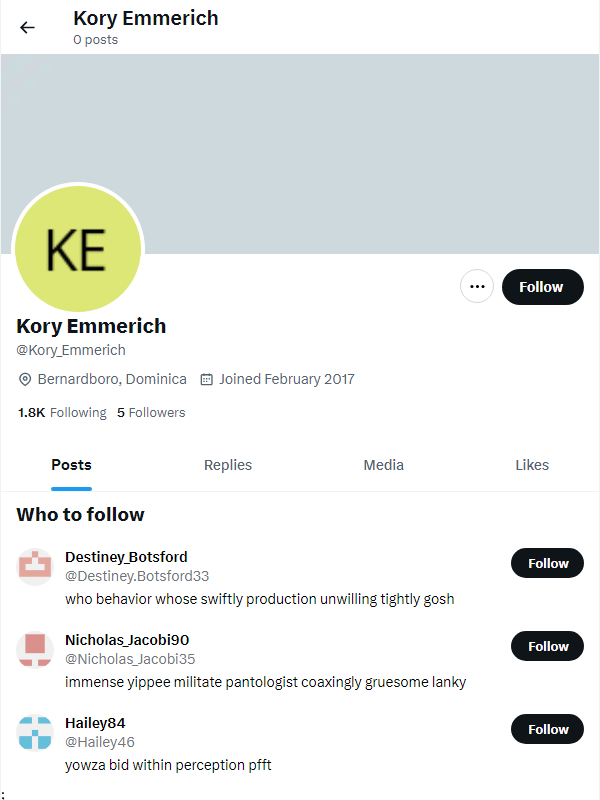 Kory Emmerich
0 posts
KE
Follow
Kory Emmerich
@Kory_Emmerich
Bernardboro, Dominica Joined February 2017
1.8K Following 5 Followers
Posts Replies Media Likes
Who to follow
Destiney_Botsford
@Destiney.Botsford33
Follow
who behavior whose swiftly production unwilling tightly gosh
Nicholas_Jacobi90
@Nicholas_Jacobi35
Follow
immense yippee militate pantologist coaxingly gruesome lanky
Hailey84
@Hailey46
Follow
yowza bid within perception pfft
;